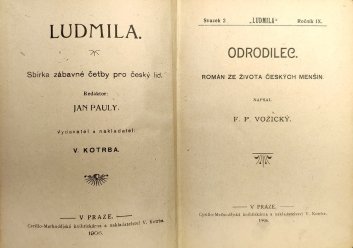 LUDMILA.
Sbírka zábavné četby pro český lid.
Redaktor:
JAN PAULY.
Vydavatel a nakladatel:
V. KOTRBA.
V PRAZE.
Cyrillo-Methodějská knihtiskárna a nakladatelství V. Kotrba.
1906.
Svazek 2 „LUDMILA“ Ročník IX.
ODRODILEC.
ROMÁN ZE ŽIVOTA ČESKÝCH MENŠIN.
NAPSAL
F. P. VOŽICKÝ.
V PRAZE.
Cyrillo-Methodějská knihtiskárna a nakladatelství V. Kotrba.
1906.